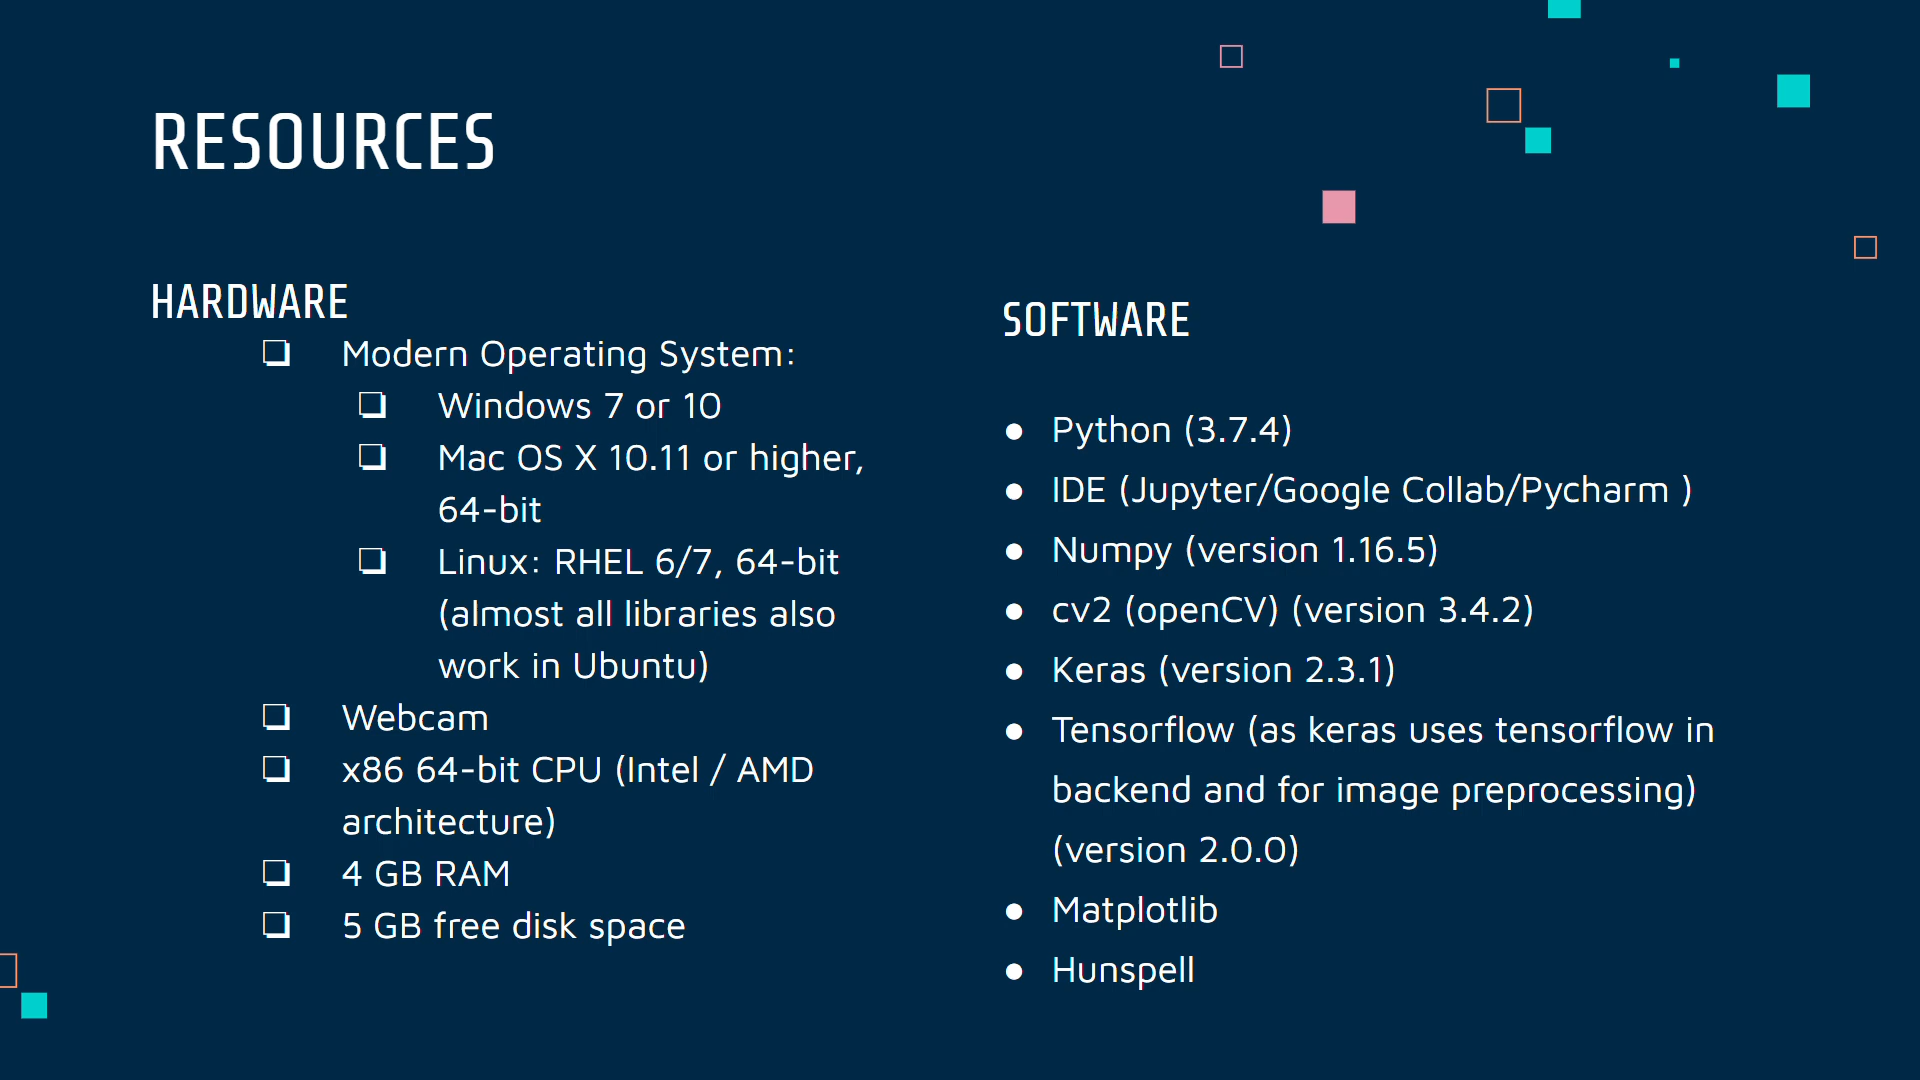 RESOURCES
HARDWARE
❏ Modern Operating System:
❏ Windows 7 or 10
❏ Mac OS X 10.11 or higher,
64-bit
❏ Linux: RHEL 6/7, 64-bit
(almost all libraries also
work in Ubuntu)
❏ Webcam
❏ x86 64-bit CPU (Intel / AMD
architecture)
❏ 4 GB RAM
❏ 5 GB free disk space
SOFTWARE
● Python (3.7.4)
● IDE (Jupyter/Google Collab/Pycharm )
● Numpy (version 1.16.5)
● cv2 (openCV) (version 3.4.2)
● Keras (version 2.3.1)
● Tensorflow (as keras uses tensorflow in
backend and for image preprocessing)
(version 2.0.0)
● Matplotlib
● Hunspell